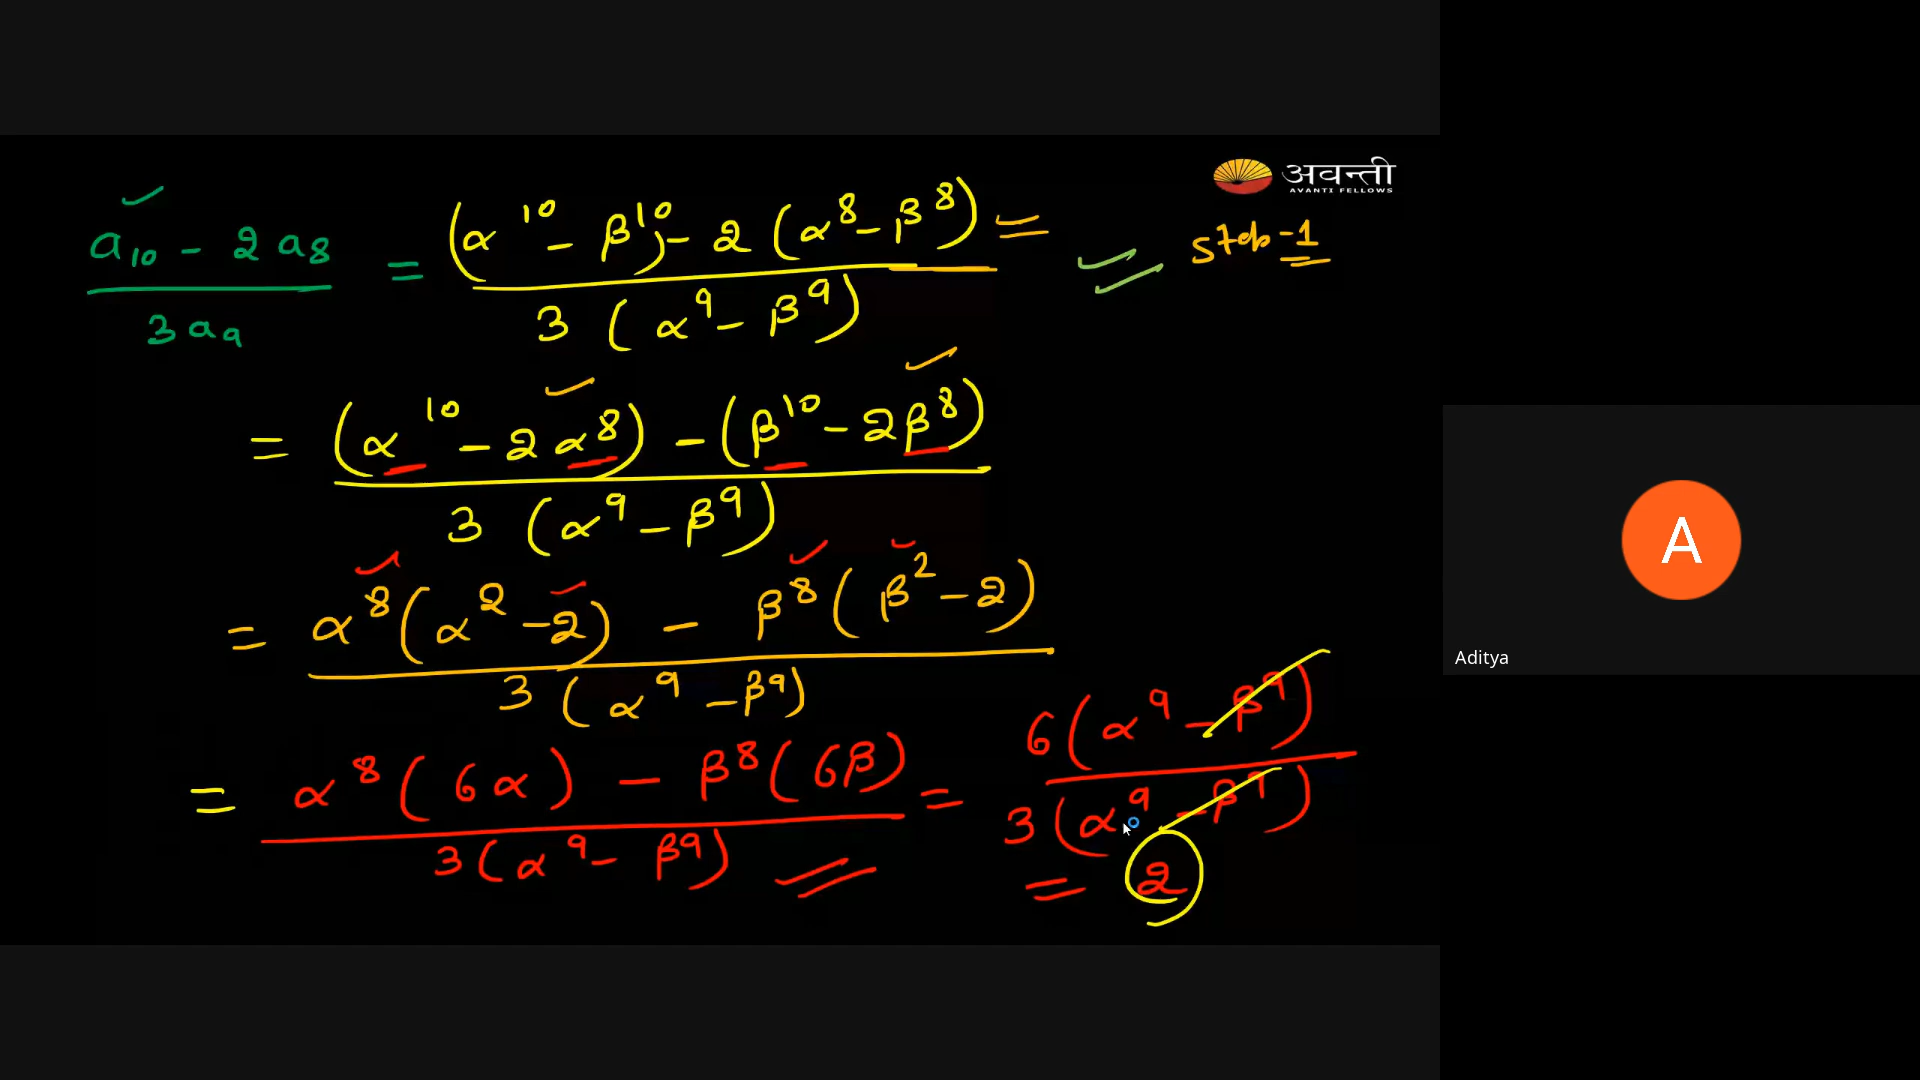 अवन्ती
AVANTI FELLOWS
Step-1
a₁₀ - 2a₈ / 3a₉ = (α¹⁰ - β¹⁰) - 2(α⁸ - β⁸) / 3(α⁹ - β⁹) =
= (α¹⁰ - 2α⁸) - (β¹⁰ - 2β⁸) / 3(α⁹ - β⁹)
= α⁸(α² - 2) - β⁸(β² - 2) / 3(α⁹ - β⁹)
= α⁸(6α) - β⁸(6β) / 3(α⁹ - β⁹) = 6(α⁹ - β⁹) / 3(α⁹ - β⁹)
= 2
A
Aditya